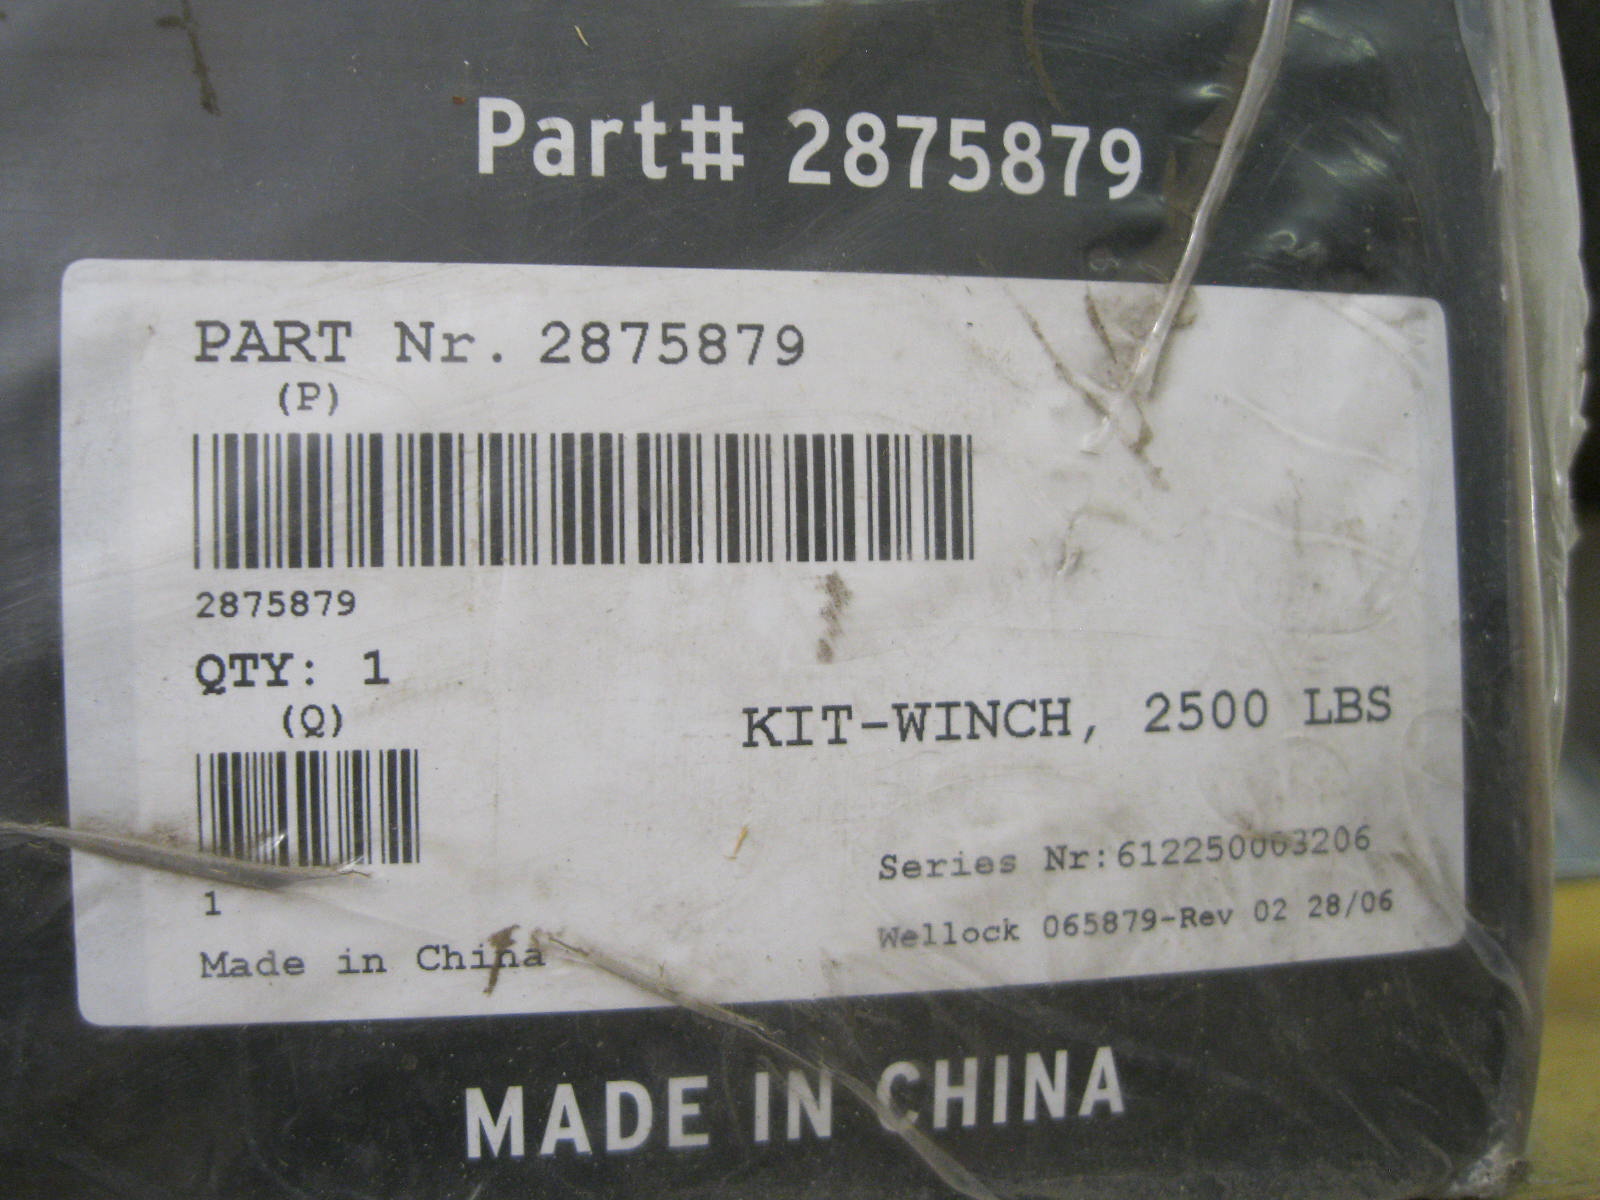 Part# 2875879
PART Nr. 2875879
(P)
2875879
QTY: 1
(Q)
KIT-WINCH, 2500 LBS
1
Series Nr:612250003206
Wellock 065879-Rev 02 28/06
Made in China
MADE IN CHINA